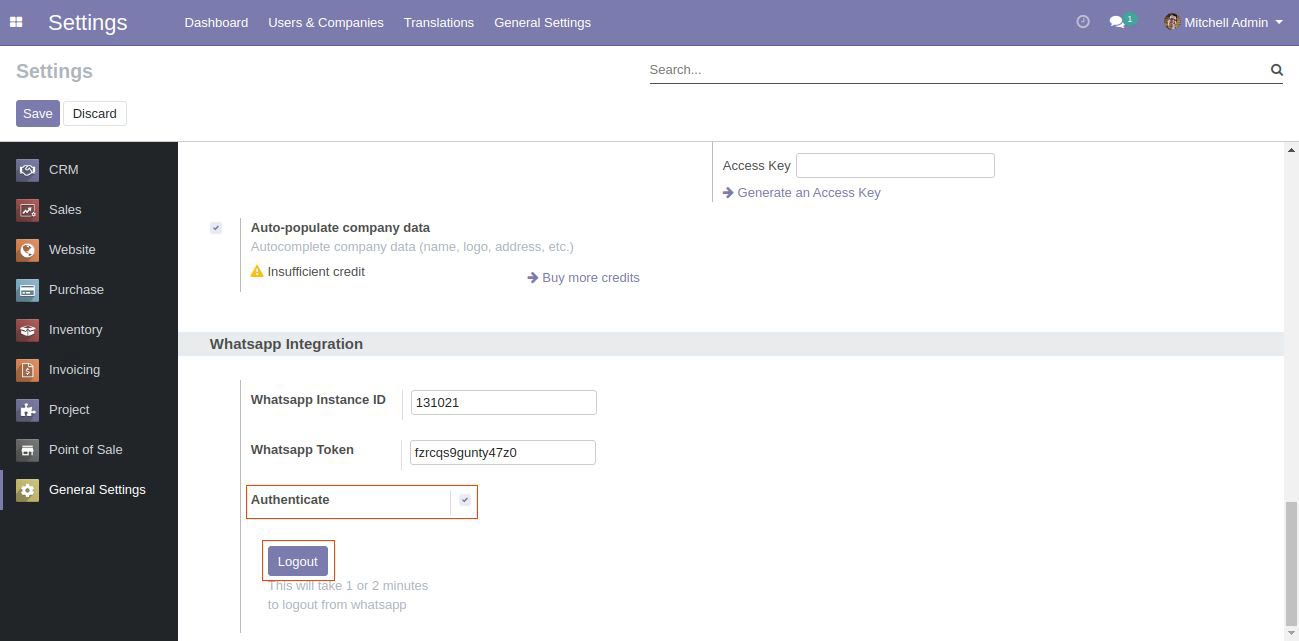 Settings Dashboard Users & Companies Translations General Settings 1 Mitchell Admin
Settings Search...
Save Discard
CRM
Sales
Website
Purchase
Inventory
Invoicing
Project
Point of Sale
General Settings
Access Key
Generate an Access Key
Auto-populate company data
Autocomplete company data (name, logo, address, etc.)
Insufficient credit Buy more credits
Whatsapp Integration
Whatsapp Instance ID 131021
Whatsapp Token fzrcqs9gunty47z0
Authenticate
Logout
This will take 1 or 2 minutes
to logout from whatsapp